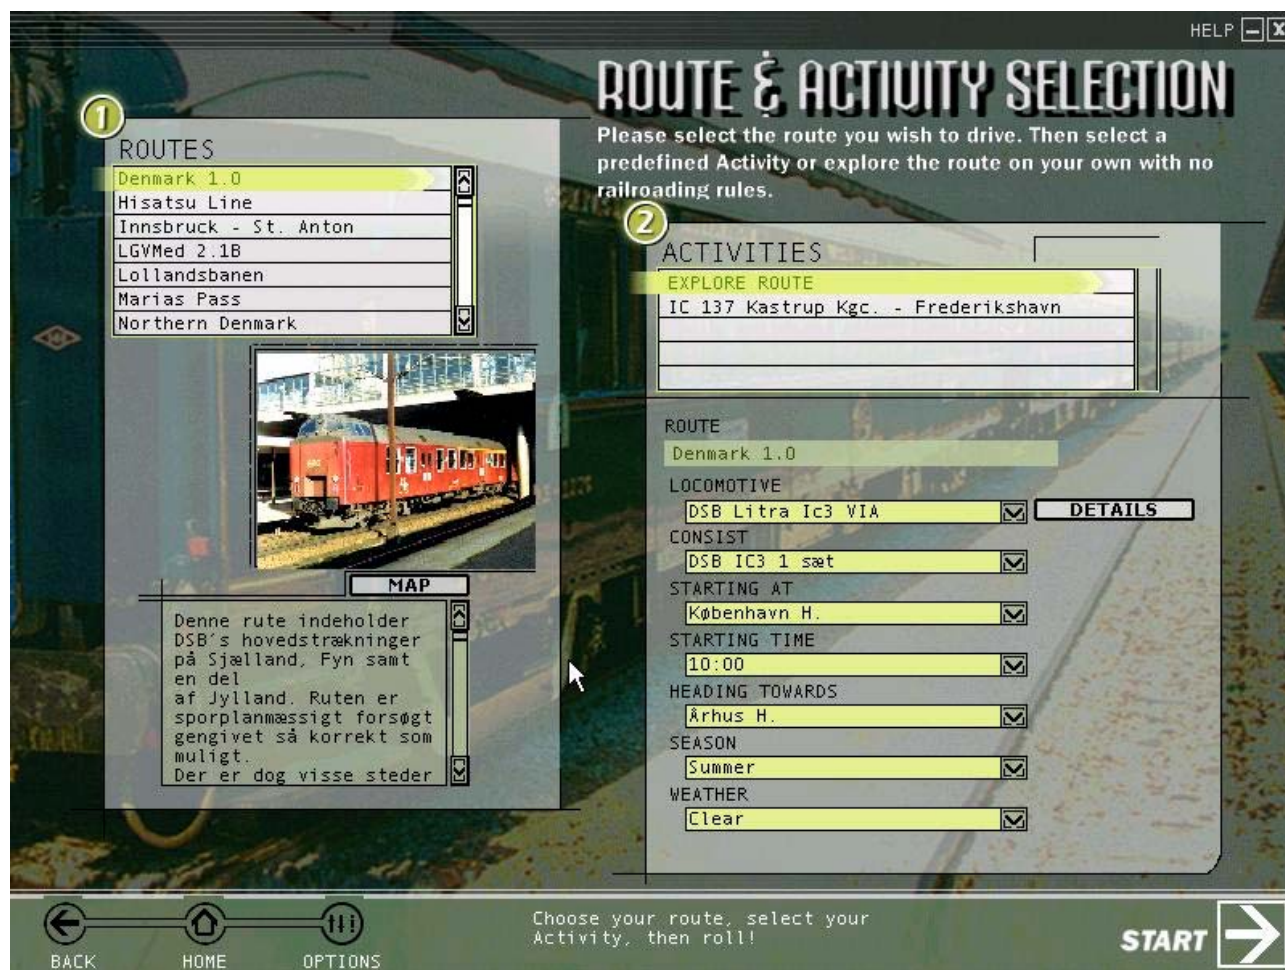 HELP
ROUTE & ACTIVITY SELECTION
Please select the route you wish to drive. Then select a
predefined Activity or explore the route on your own with no
railroading rules.
1
ROUTES
Denmark 1.0
Hisatsu Line
Innsbruck - St. Anton
LGVMed 2.1B
Lollandsbanen
Marias Pass
Northern Denmark
MAP
Denne rute indeholder
DSB´s hovedstrækninger
på Sjælland, Fyn samt
en del
af Jylland. Ruten er
sporplanmæssigt forsøgt
gengivet så korrekt som
muligt.
Der er dog visse steder
2
ACTIVITIES
EXPLORE ROUTE
IC 137 Kastrup Kgc. - Frederikshavn
ROUTE
Denmark 1.0
LOCOMOTIVE
DSB Litra Ic3 VIA
DETAILS
CONSIST
DSB IC3 1 sæt
STARTING AT
København H.
STARTING TIME
10:00
HEADING TOWARDS
Århus H.
SEASON
Summer
WEATHER
Clear
BACK
HOME
OPTIONS
Choose your route, select your
Activity, then roll!
START